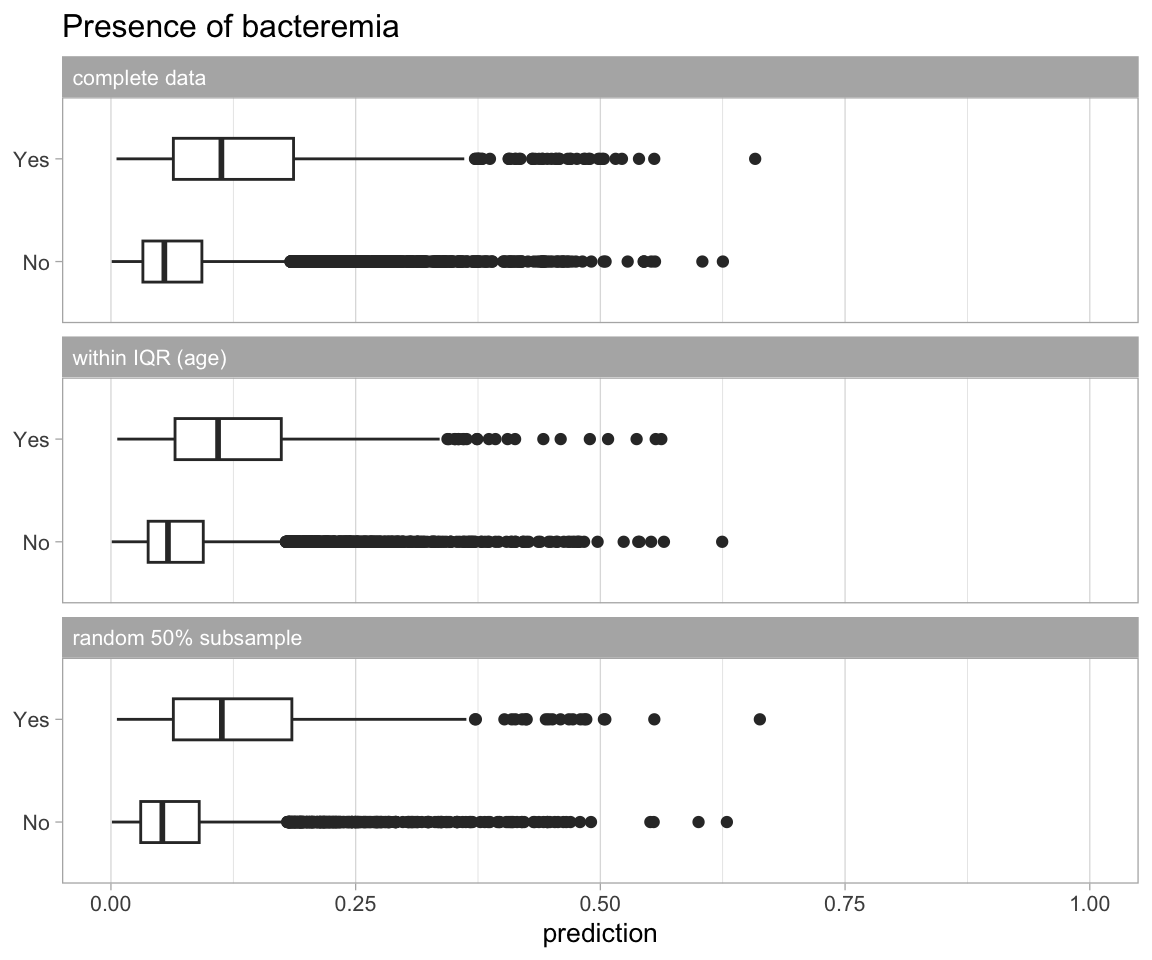 Presence of bacteremia
complete data
Yes
No
within IQR (age)
Yes
No
random 50% subsample
Yes
No
0.00 0.25 0.50 0.75 1.00
prediction